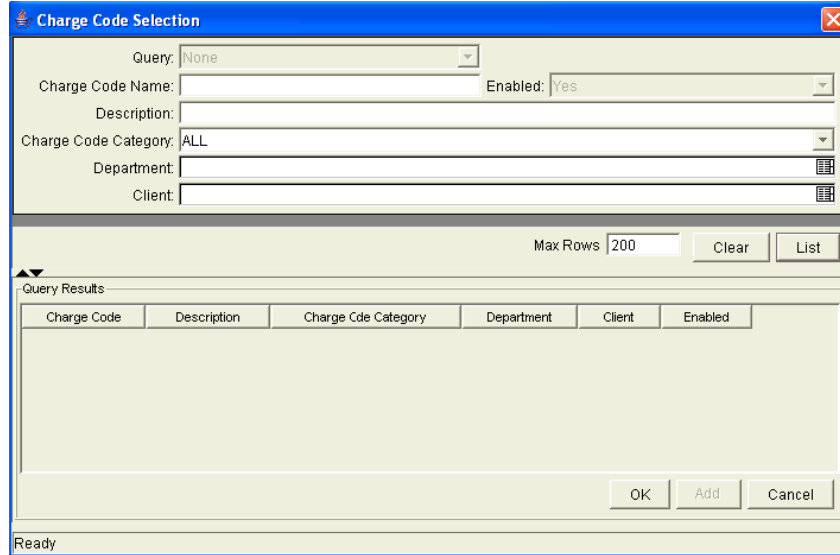 Charge Code Selection
Query: None
Charge Code Name: Enabled: Yes
Description:
Charge Code Category: ALL
Department:
Client:
Max Rows 200 Clear List
Query Results
Charge Code Description Charge Cde Category Department Client Enabled
OK Add Cancel
Ready